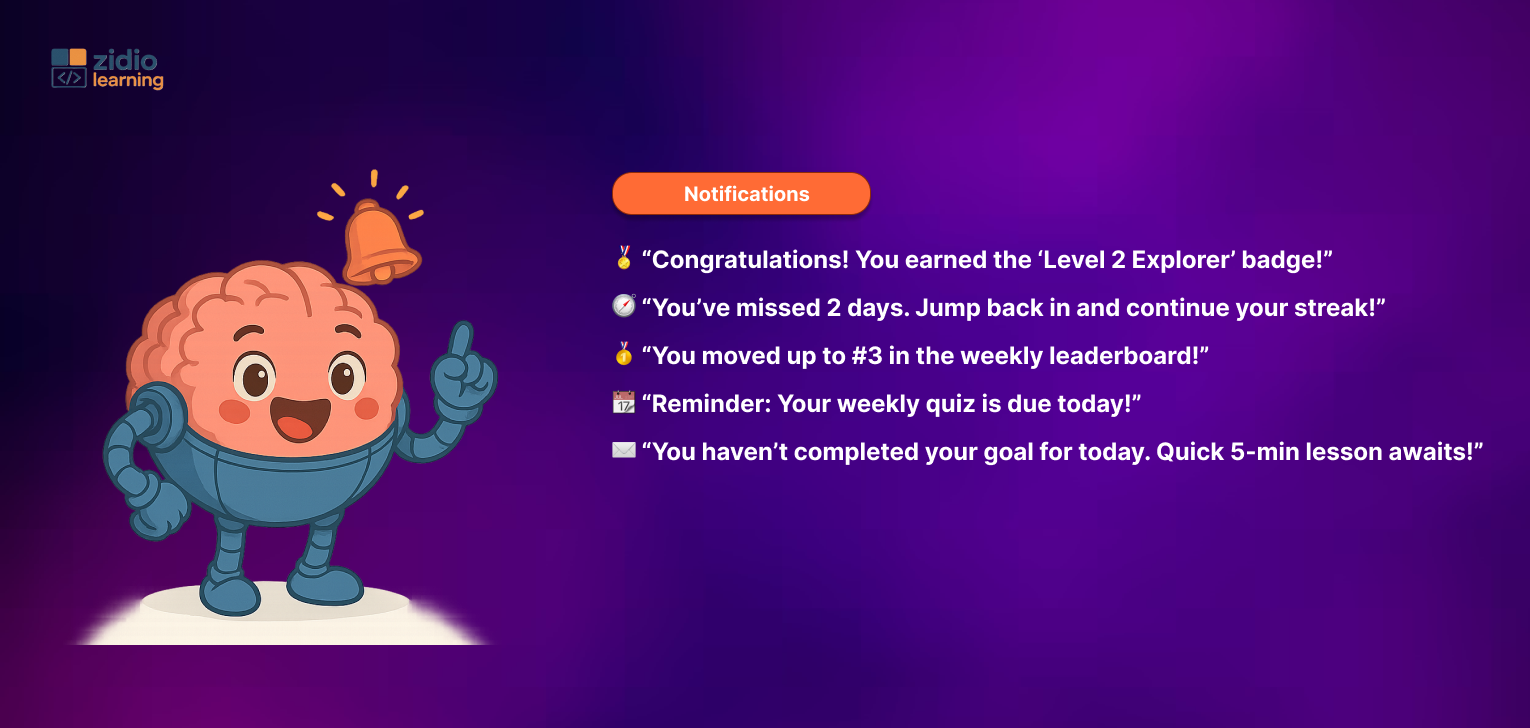 zidio
learning
</>
Notifications
🏅 “Congratulations! You earned the ‘Level 2 Explorer’ badge!”
🧭 “You’ve missed 2 days. Jump back in and continue your streak!”
🥇 “You moved up to #3 in the weekly leaderboard!”
📆 “Reminder: Your weekly quiz is due today!”
✉️ “You haven’t completed your goal for today. Quick 5-min lesson awaits!”